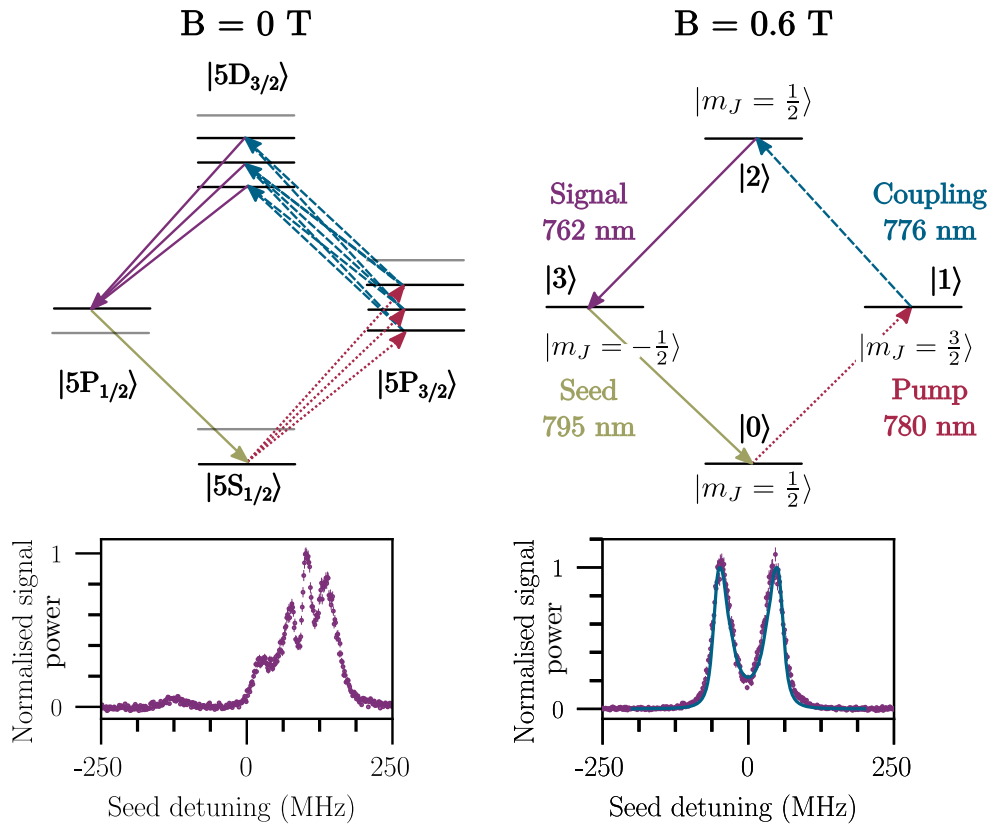 B = 0 T
|5D3/2⟩
|5P1/2⟩
|5P3/2⟩
|5S1/2⟩
B = 0.6 T
|mJ = 1/2⟩
|2⟩
Signal
762 nm
Coupling
776 nm
|3⟩
|1⟩
|mJ = −1/2⟩
|mJ = 3/2⟩
Seed
795 nm
Pump
780 nm
|0⟩
|mJ = 1/2⟩
Normalised signal
power
1
0
-250
0
250
Seed detuning (MHz)
Normalised signal
power
1
0
-250
0
250
Seed detuning (MHz)